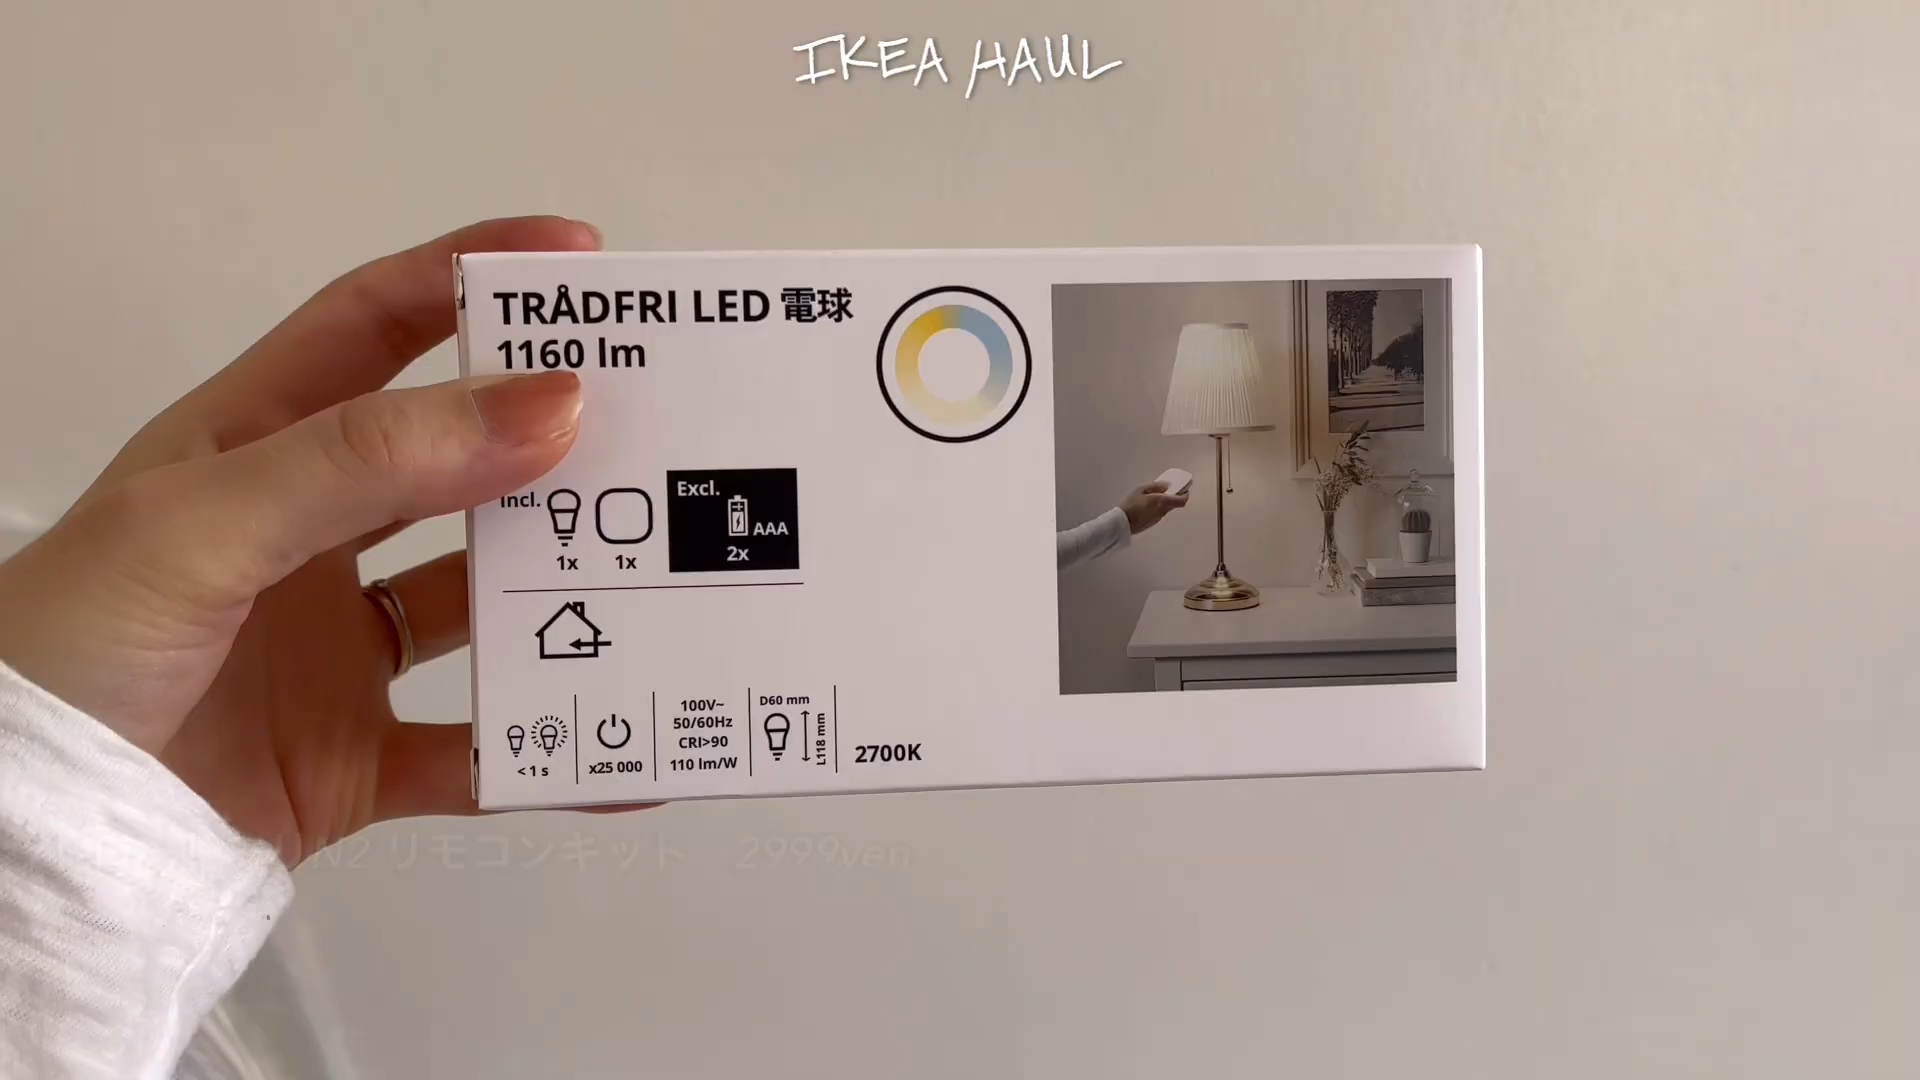 IKEA HAUL
TRÅDFRI LED 電球
1160 lm
Incl.
1x
1x
Excl.
AAA
2x
< 1 s
x25 000
100V~
50/60Hz
CRI>90
110 lm/W
D60 mm
L118 mm
2700K
N2 リモコンキット 2999yen